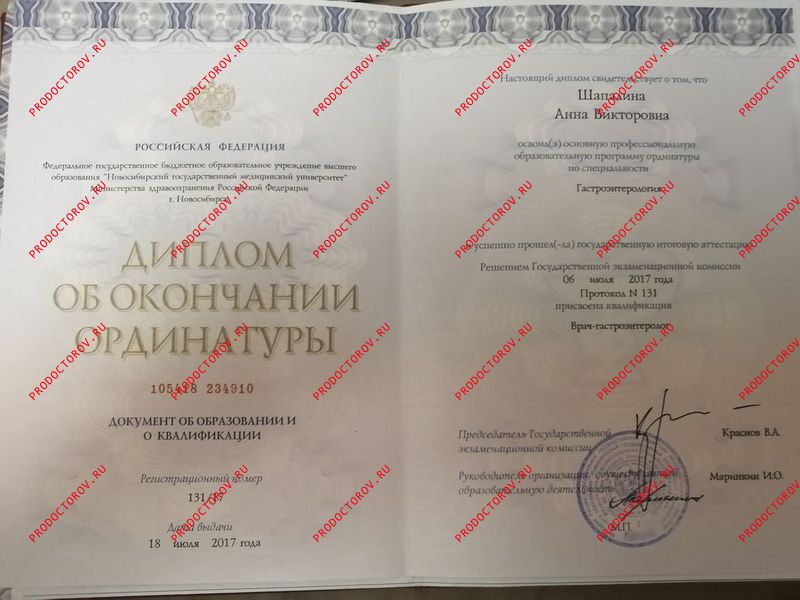 РОССИЙСКАЯ ФЕДЕРАЦИЯ
Федеральное государственное бюджетное образовательное учреждение высшего
образования "Новосибирский государственный медицинский университет"
Министерства здравоохранения Российской Федерации
г. Новосибирск
ДИПЛОМ
ОБ ОКОНЧАНИИ
ОРДИНАТУРЫ
105418 234910
ДОКУМЕНТ ОБ ОБРАЗОВАНИИ И
О КВАЛИФИКАЦИИ
Регистрационный номер
131/17
Дата выдачи
18 июля 2017 года
Настоящий диплом свидетельствует о том, что
Шапалина
Анна Викторовна
освоил(а) основную профессиональную
образовательную программу ординатуры
по специальности
Гастроэнтерология
и успешно прошел(-ла) государственную итоговую аттестацию
Решением Государственной экзаменационной комиссии
06 июля 2017 года
Протокол N 131
присвоена квалификация
Врач-гастроэнтеролог
Председатель Государственной
экзаменационной комиссии
Краснов В.А.
Руководитель организации, осуществляющей
образовательную деятельность
Маринкин И.О.
М.П.
PRODOCTOROV.RU